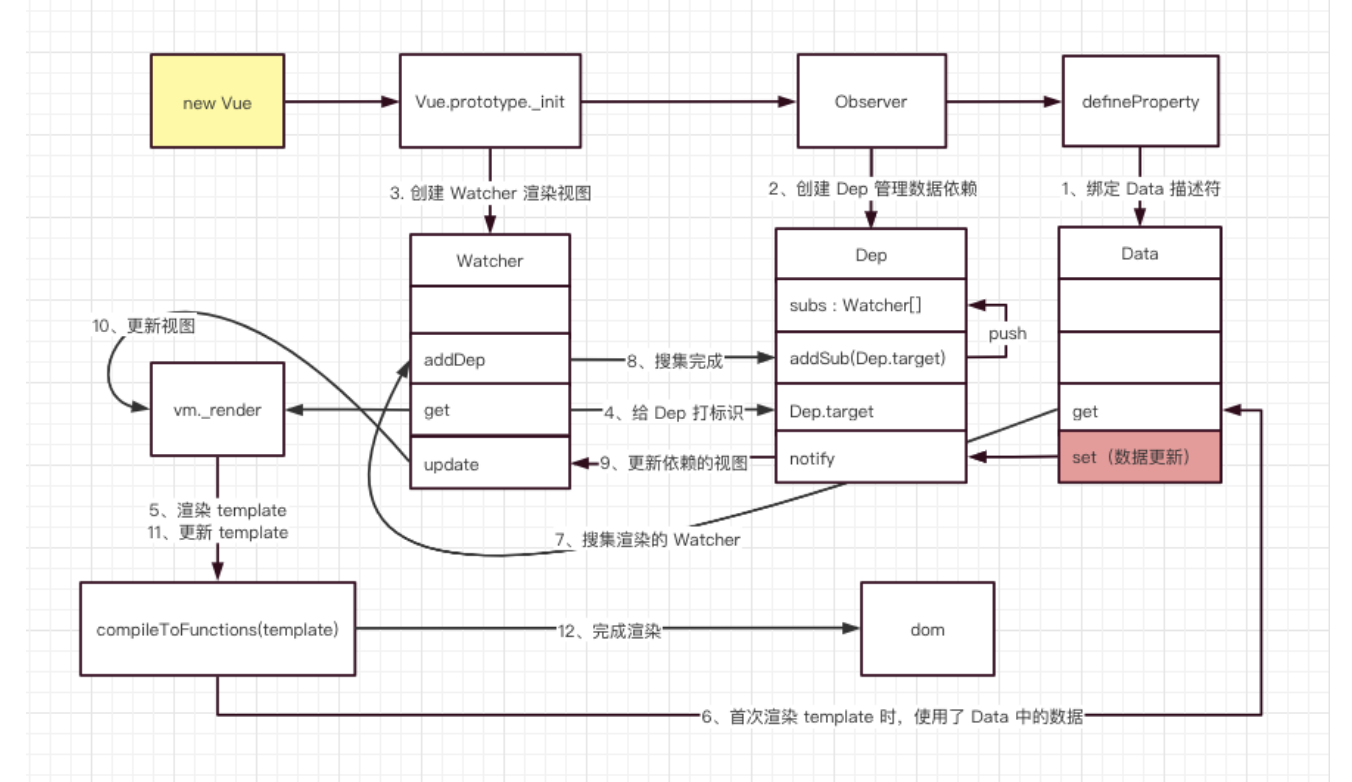 new Vue
Vue.prototype._init
Observer
defineProperty
3. 创建 Watcher 渲染视图
2、创建 Dep 管理数据依赖
1、绑定 Data 描述符
Watcher
Dep
Data
subs : Watcher[]
push
10、更新视图
addDep
8、搜集完成
addSub(Dep.target)
vm._render
get
4、给 Dep 打标识
Dep.target
get
update
9、更新依赖的视图
notify
set（数据更新）
5、渲染 template
11、更新 template
7、搜集渲染的 Watcher
compileToFunctions(template)
12、完成渲染
dom
6、首次渲染 template 时，使用了 Data 中的数据